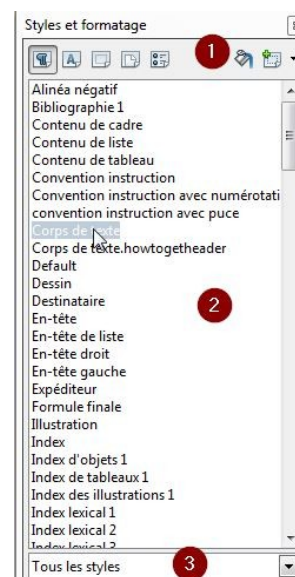 Styles et formatage
1
Alinéa négatif
Bibliographie 1
Contenu de cadre
Contenu de liste
Contenu de tableau
Convention instruction
Convention instruction avec numérotati
convention instruction avec puce
Corps de texte
Corps de texte.howtogetheader
Default
Dessin
Destinataire
2
En-tête
En-tête de liste
En-tête droit
En-tête gauche
Expéditeur
Formule finale
Illustration
Index
Index d'objets 1
Index de tableaux 1
Index des illustrations 1
Index lexical 1
Index lexical 2
Index lexical 3
Tous les styles
3